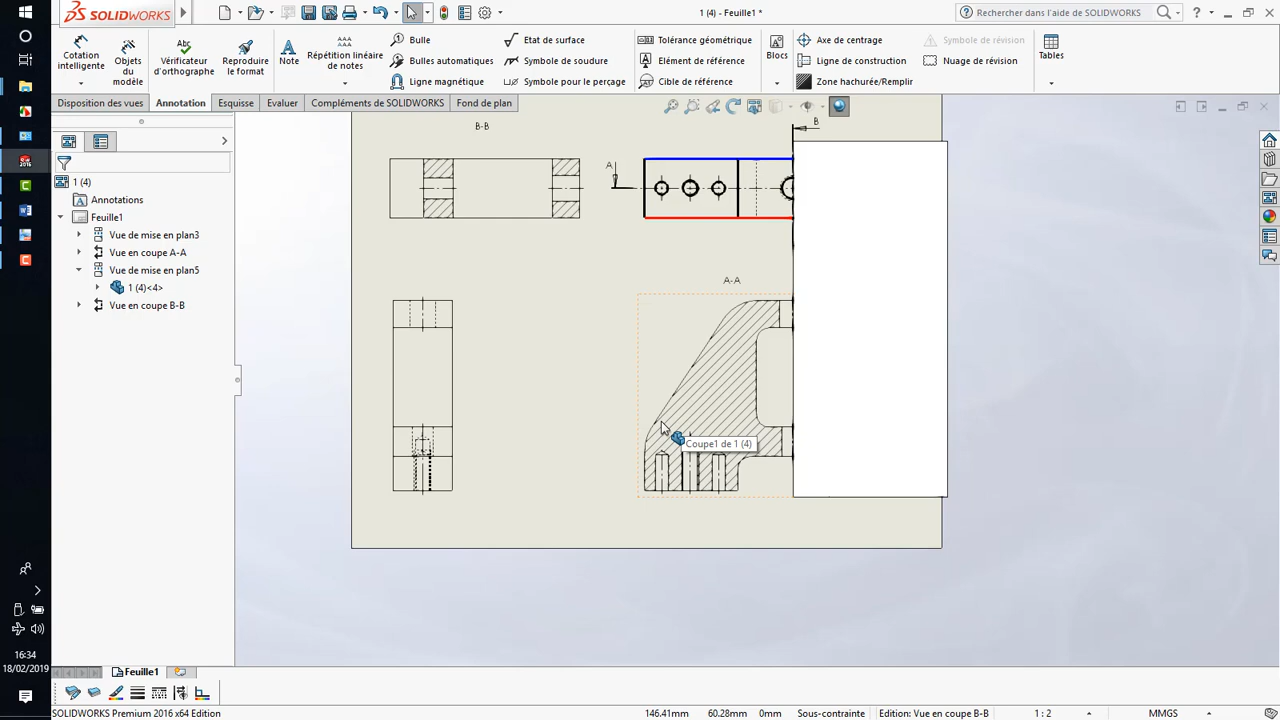 SOLIDWORKS
1 (4) - Feuille1 *
Rechercher dans l'aide de SOLIDWORKS
Cotation intelligente
Objets du modèle
Vérificateur d'orthographe
Reproduire le format
Note
Répétition linéaire de notes
Bulle
Bulles automatiques
Ligne magnétique
Etat de surface
Symbole de soudure
Symbole pour le perçage
Tolérance géométrique
Elément de référence
Cible de référence
Blocs
Axe de centrage
Ligne de construction
Zone hachurée/Remplir
Symbole de révision
Nuage de révision
Tables
Disposition des vues
Annotation
Esquisse
Evaluer
Compléments de SOLIDWORKS
Fond de plan
1 (4)
Annotations
Feuille1
Vue de mise en plan3
Vue en coupe A-A
Vue de mise en plan5
1 (4)<4>
Vue en coupe B-B
B-B
A
B
A-A
Coupe1 de 1 (4)
16:34
18/02/2019
Feuille1
SOLIDWORKS Premium 2016 x64 Edition
146.41mm
60.28mm
0mm
Sous-contrainte
Edition: Vue en coupe B-B
1 : 2
MMGS